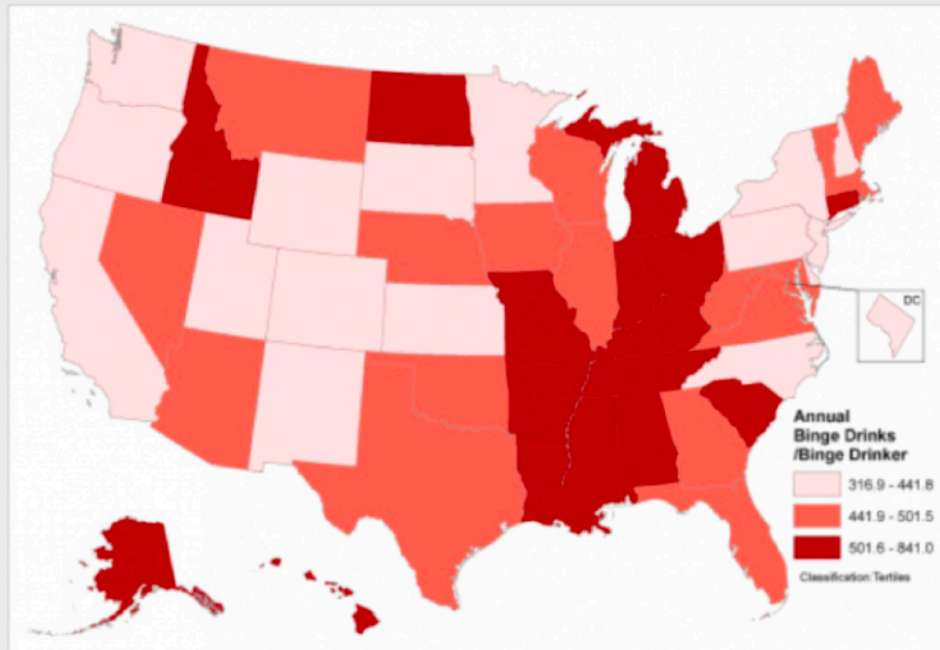 DC
Annual
Binge Drinks
/Binge Drinker
316.9 - 441.8
441.9 - 501.5
501.6 - 841.0
Classification:Tertiles